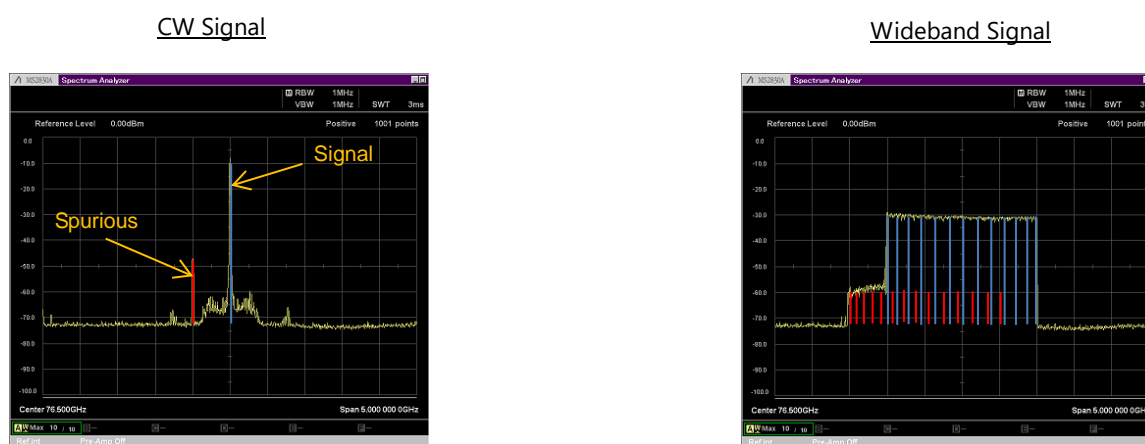 CW Signal
MS2850A Spectrum Analyzer
RBW 1MHz
VBW 1MHz SWT 3ms
Reference Level 0.00dBm Positive 1001 points
0.0
-10.0
Signal
-20.0
-30.0
Spurious
-40.0
-50.0
-60.0
-70.0
-80.0
-90.0
-100.0
Center 76.500GHz Span 5.000 000 0GHz
Max 10 / 10
Ref.Int Pre-Amp Off
Wideband Signal
MS2850A Spectrum Analyzer
RBW 1MHz
VBW 1MHz SWT 3
Reference Level 0.00dBm Positive 1001 point
0.0
-10.0
-20.0
-30.0
-40.0
-50.0
-60.0
-70.0
-80.0
-90.0
-100.0
Center 76.500GHz Span 5.000 000 0GH
Max 10 / 10
Ref.Int Pre-Amp Off